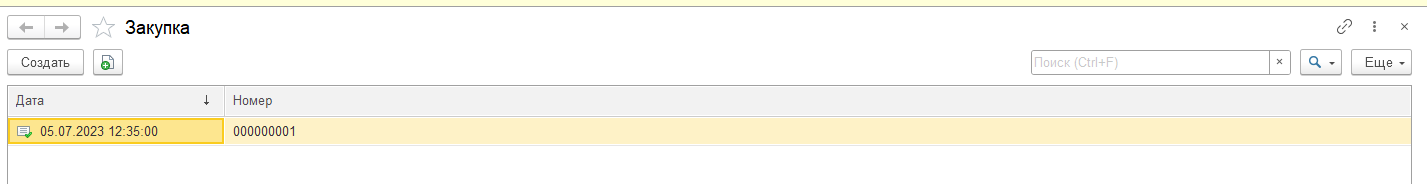 Закупка
Создать Поиск (Ctrl+F) × Еще
Дата ↓ Номер
05.07.2023 12:35:00 000000001